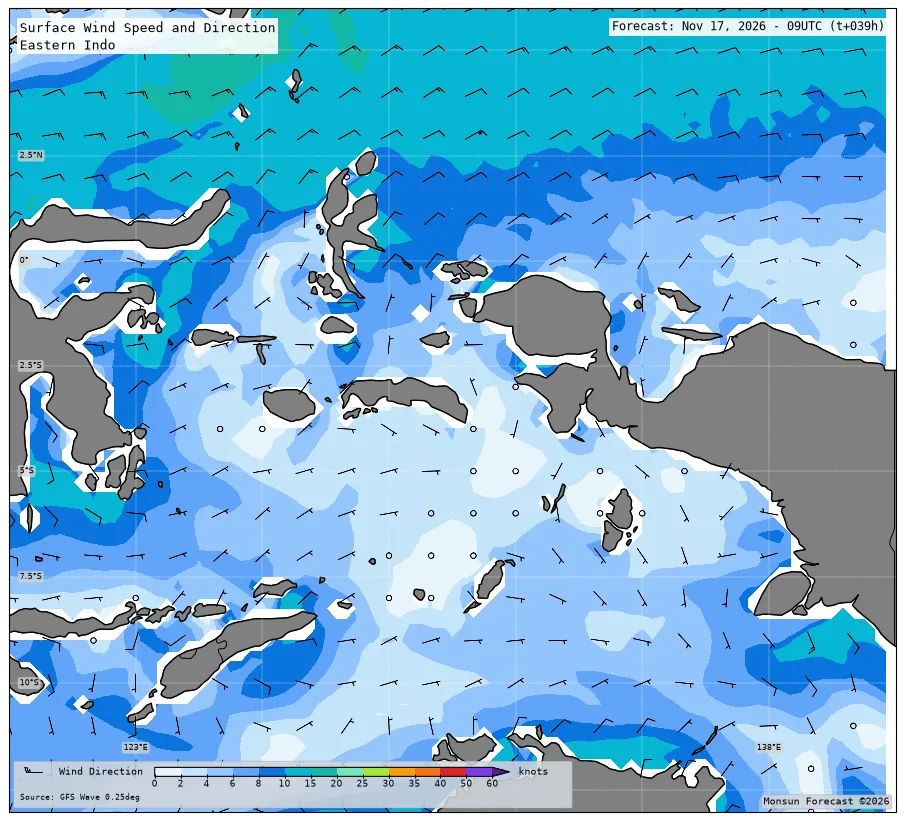 Surface Wind Speed and Direction
Eastern Indo
Forecast: Nov 17, 2026 - 09UTC (t+039h)
2.5°N
0°
2.5°S
5°S
7.5°S
10°S
123°E
138°E
Wind Direction
0 2 4 6 8 10 15 20 25 30 35 40 50 60
knots
Source: GFS Wave 0.25deg
Monsun Forecast ©2026